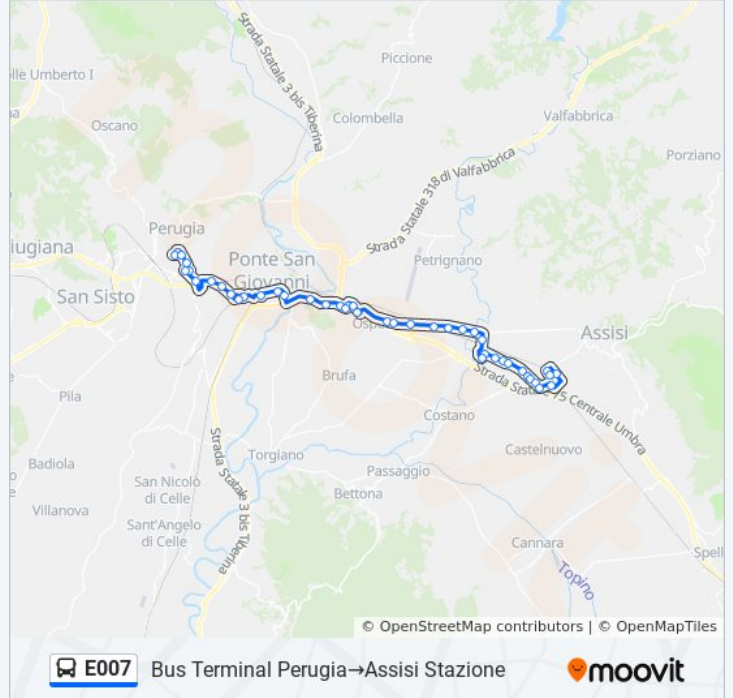 Piccione
lle Umberto I
Strada Statale 3 bis Tiberina
Colombella
Valfabbrica
Oscano
Porziano
Strada Statale 318 di Valfabbrica
Perugia
iugiana
Ponte San
Giovanni
Petrignano
San Sisto
Osp
Assisi
Brufa
Strada Statale 75 Centrale Umbra
Pila
Costano
Castelnuovo
Torgiano
Badiola
Passaggio
San Nicolo
di Celle
Bettona
Villanova
Strada Statale 3 bis Tiberina
Sant'Angelo
di Celle
Cannara
Spell
Topino
© OpenStreetMap contributors | © OpenMapTiles
E007 Bus Terminal Perugia→Assisi Stazione
moovit